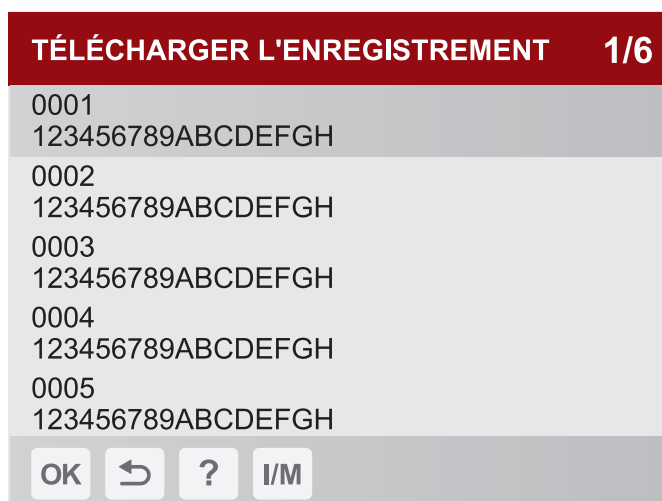 TÉLÉCHARGER L'ENREGISTREMENT 1/6
0001
123456789ABCDEFGH
0002
123456789ABCDEFGH
0003
123456789ABCDEFGH
0004
123456789ABCDEFGH
0005
123456789ABCDEFGH
OK ? I/M